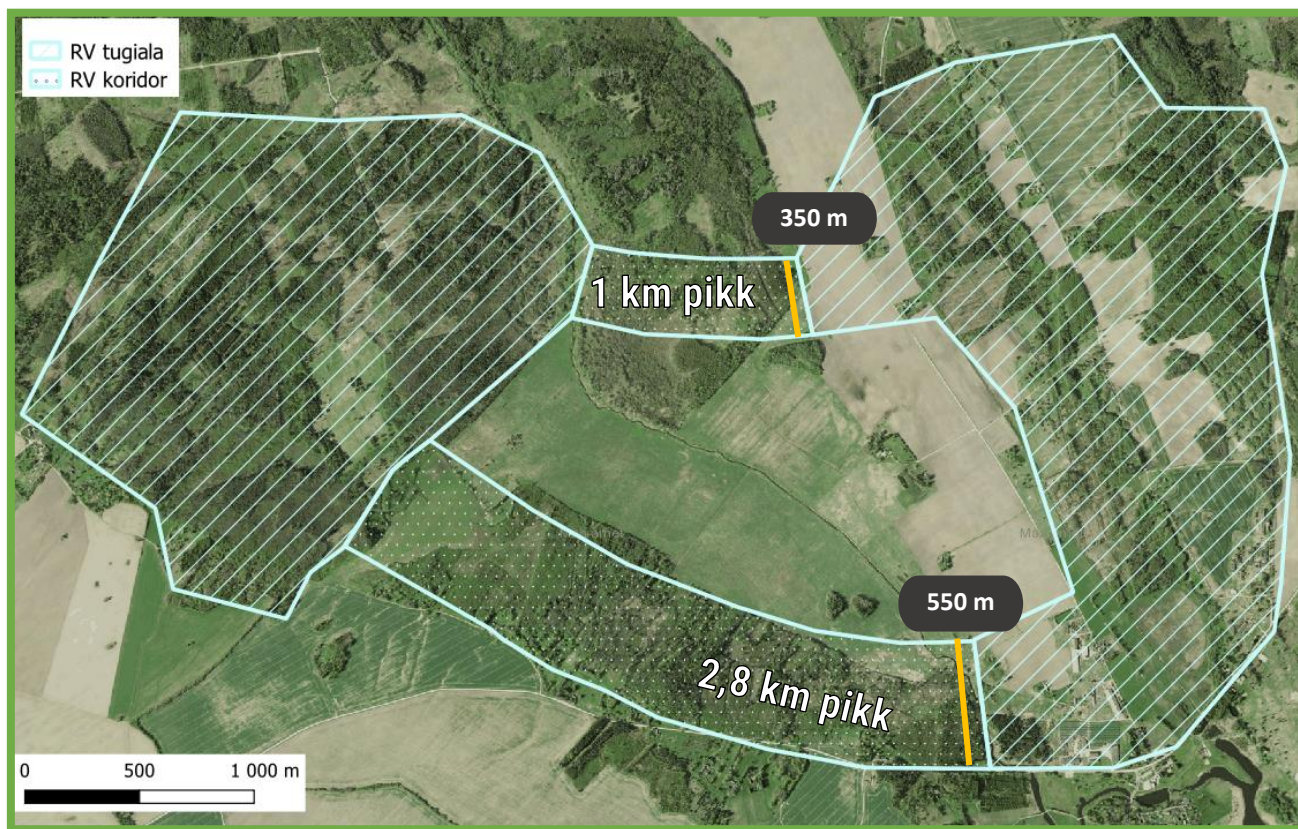 RV tugiala
RV koridor
350 m
1 km pikk
550 m
2,8 km pikk
0 500 1 000 m